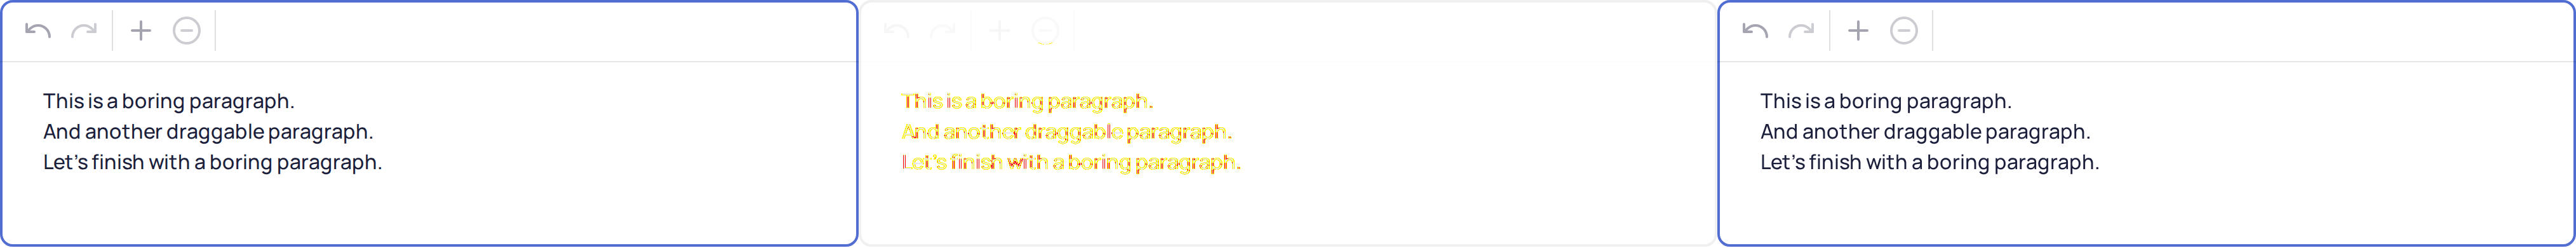 This is a boring paragraph.
And another draggable paragraph.
Let's finish with a boring paragraph.
This is a boring paragraph.
And another draggable paragraph.
Let's finish with a boring paragraph.
This is a boring paragraph.
And another draggable paragraph.
Let's finish with a boring paragraph.